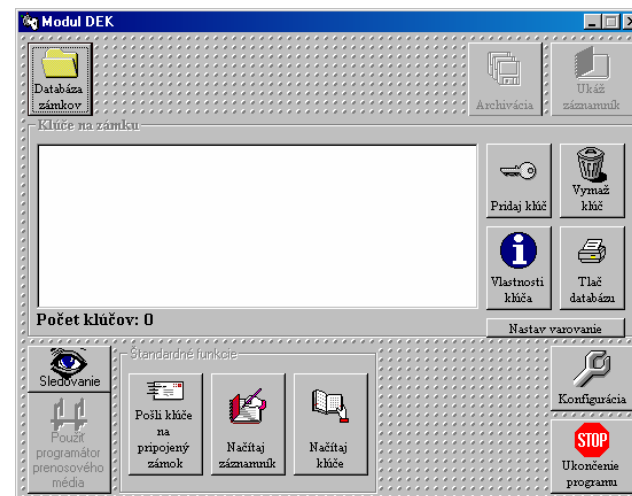 Modul DEK
Databáza
zámkov
Archivácia
Ukáž
záznamník
Kľúče na zámku
Pridaj kľúč
Vymaž
kľúč
Vlastnosti
kľúča
Tlač
databázu
Počet kľúčov: 0
Nastav varovanie
Sledovanie
Štandardné funkcie
Použiť
programátor
prenosového
média
Pošli kľúče
na
pripojený
zámok
Načítaj
záznamník
Načítaj
kľúče
Konfigurácia
STOP
Ukončenie
programu